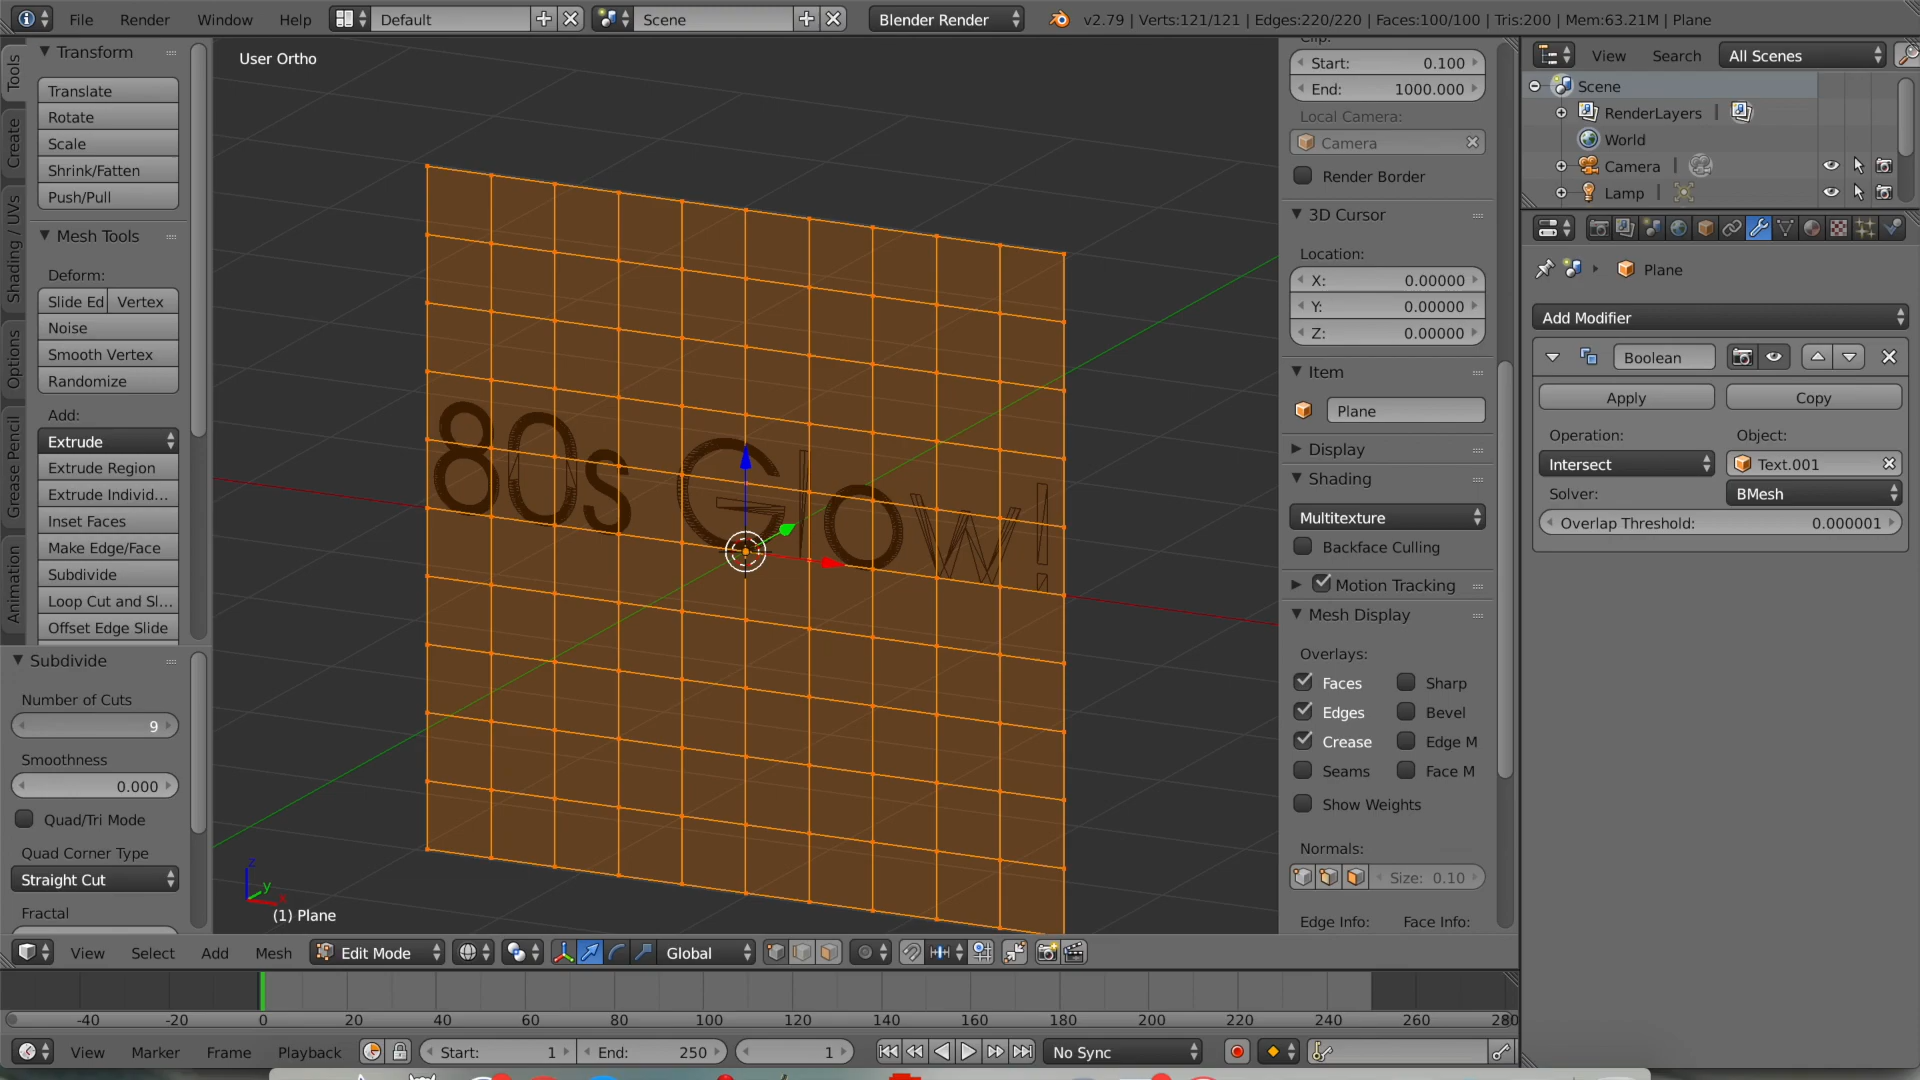 File Render Window Help Default Scene Blender Render v2.79 | Verts:121/121 | Edges:220/220 | Faces:100/100 | Tris:200 | Mem:63.21M | Plane
Tools
Create
Shading / UVs
Options
Grease Pencil
Animation
Transform
Translate
Rotate
Scale
Shrink/Fatten
Push/Pull
Mesh Tools
Deform:
Slide Ed Vertex
Noise
Smooth Vertex
Randomize
Add:
Extrude
Extrude Region
Extrude Individ...
Inset Faces
Make Edge/Face
Subdivide
Loop Cut and Sl...
Offset Edge Slide
Subdivide
Number of Cuts
9
Smoothness
0.000
Quad/Tri Mode
Quad Corner Type
Straight Cut
Fractal
User Ortho
80s Glow!
z
y
x
(1) Plane
Clip:
Start: 0.100
End: 1000.000
Local Camera:
Camera
Render Border
3D Cursor
Location:
X: 0.00000
Y: 0.00000
Z: 0.00000
Item
Plane
Display
Shading
Multitexture
Backface Culling
Motion Tracking
Mesh Display
Overlays:
Faces Sharp
Edges Bevel
Crease Edge M
Seams Face M
Show Weights
Normals:
Size: 0.10
Edge Info: Face Info:
View Search All Scenes
Scene
RenderLayers |
World
Camera |
Lamp |
Plane
Add Modifier
Boolean
Apply Copy
Operation: Object:
Intersect Text.001
Solver:
BMesh
Overlap Threshold: 0.000001
View Select Add Mesh Edit Mode Global
-40 -20 0 20 40 60 80 100 120 140 160 180 200 220 240 260 280
View Marker Frame Playback Start: 1 End: 250 1 No Sync